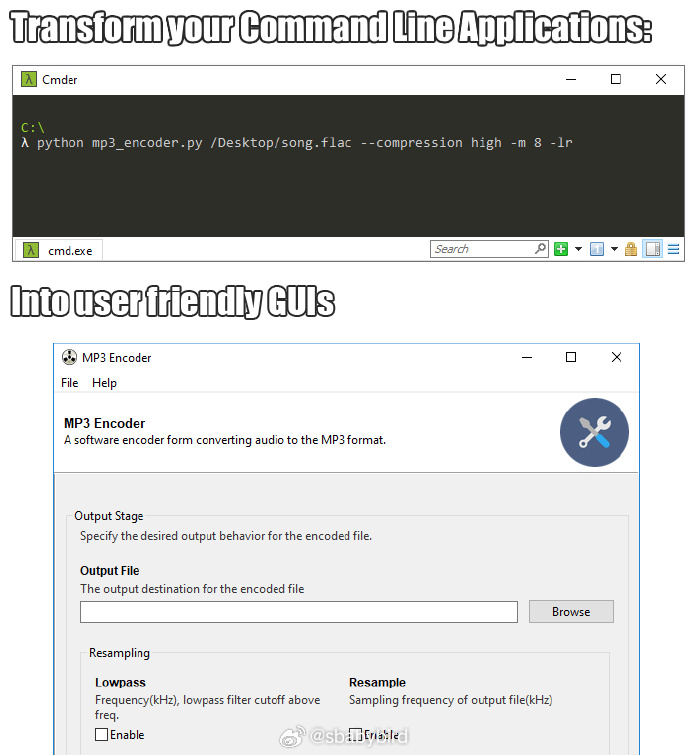 Transform your Command Line Applications:
Cmder
C:\
λ python mp3_encoder.py /Desktop/song.flac --compression high -m 8 -lr
cmd.exe
Search
Into user friendly GUIs
MP3 Encoder
File Help
MP3 Encoder
A software encoder form converting audio to the MP3 format.
Output Stage
Specify the desired output behavior for the encoded file.
Output File
The output destination for the encoded file
Browse
Resampling
Lowpass
Frequency(kHz), lowpass filter cutoff above
freq.
Enable
Resample
Sampling frequency of output file(kHz)
Enable
@sbabybird